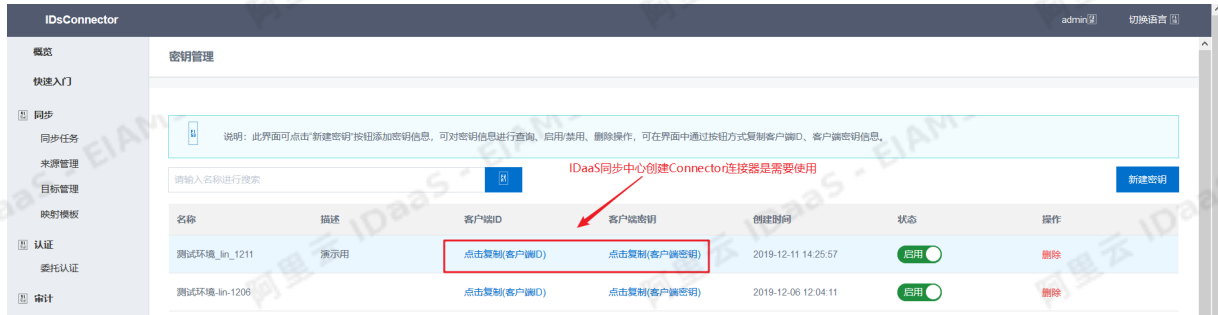 IDsConnector
admin
切换语言
概览
密钥管理
快速入门
同步
同步任务
说明：此界面可点击"新建密钥"按钮添加密钥信息，可对密钥信息进行查询、启用/禁用、删除操作，可在界面中通过按钮方式复制客户端ID、客户端密钥信息。
来源管理
IDaaS同步中心创建Connector连接器是需要使用
目标管理
请输入名称进行搜索
新建密钥
映射模板
名称 描述 客户端ID 客户端密钥 创建时间 状态 操作
认证
测试环境_lin_1211 演示用 点击复制(客户端ID) 点击复制(客户端密钥) 2019-12-11 14:25:57 启用 删除
委托认证
审计
测试环境-lin-1206 点击复制(客户端ID) 点击复制(客户端密钥) 2019-12-06 12:04:11 启用 删除
阿里云 IDaaS - EIAMS